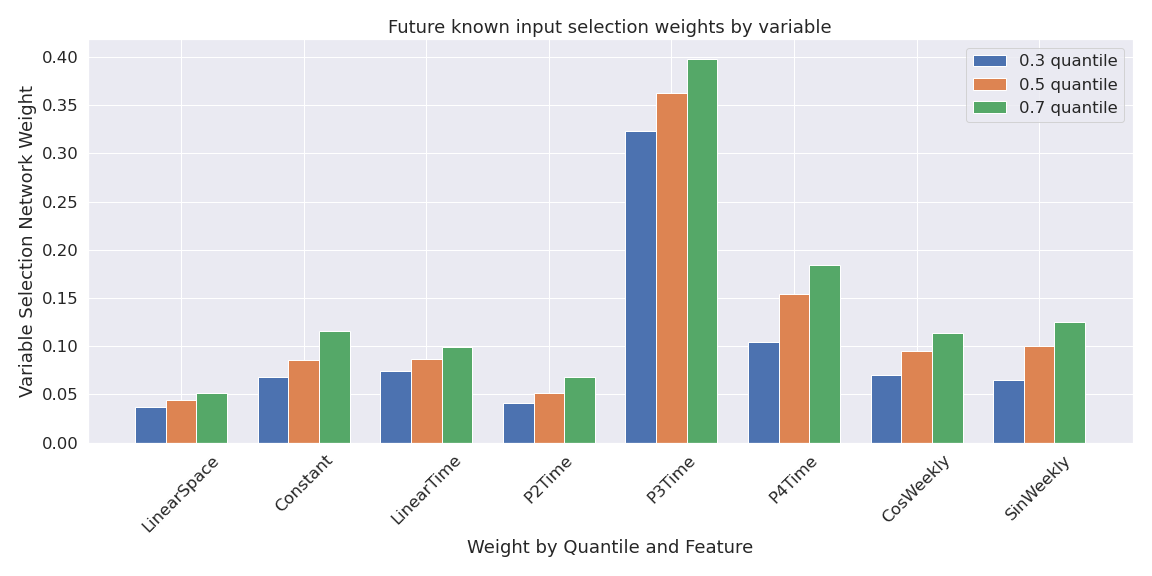 Future known input selection weights by variable
0.3 quantile
0.5 quantile
0.7 quantile
Variable Selection Network Weight
0.40
0.35
0.30
0.25
0.20
0.15
0.10
0.05
0.00
LinearSpace
Constant
LinearTime
P2Time
P3Time
P4Time
CosWeekly
SinWeekly
Weight by Quantile and Feature